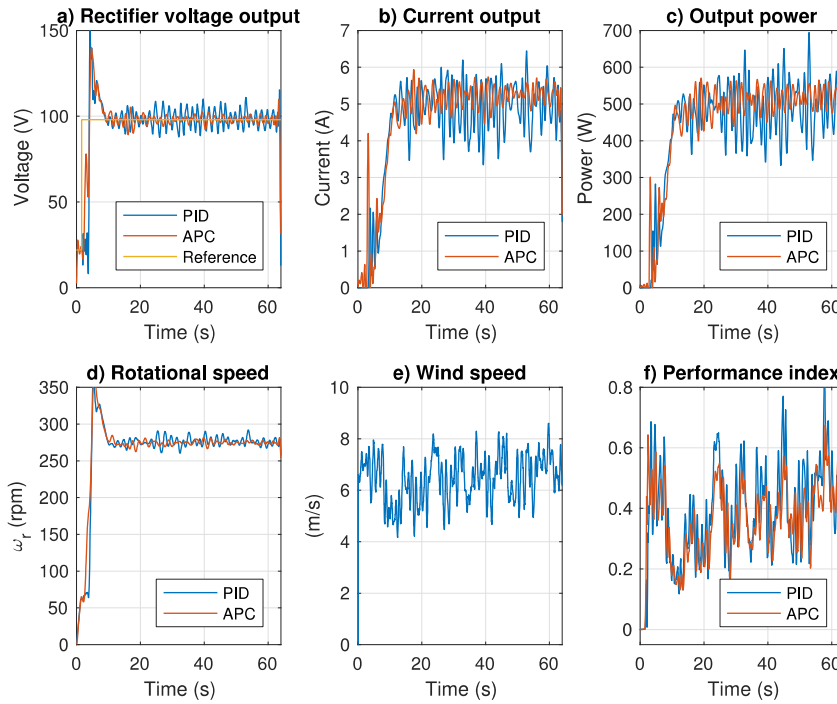 a) Rectifier voltage output
150
100
50
0
Voltage (V)
PID
APC
Reference
0 20 40 60
Time (s)
b) Current output
7
6
5
4
3
2
1
0
Current (A)
PID
APC
0 20 40 60
Time (s)
c) Output power
700
600
500
400
300
200
100
0
Power (W)
PID
APC
0 20 40 60
Time (s)
d) Rotational speed
350
300
250
200
150
100
50
0
ω_r (rpm)
PID
APC
0 20 40 60
Time (s)
e) Wind speed
10
8
6
4
2
0
(m/s)
0 20 40 60
Time (s)
f) Performance index
0.8
0.6
0.4
0.2
0
PID
APC
0 20 40 60
Time (s)